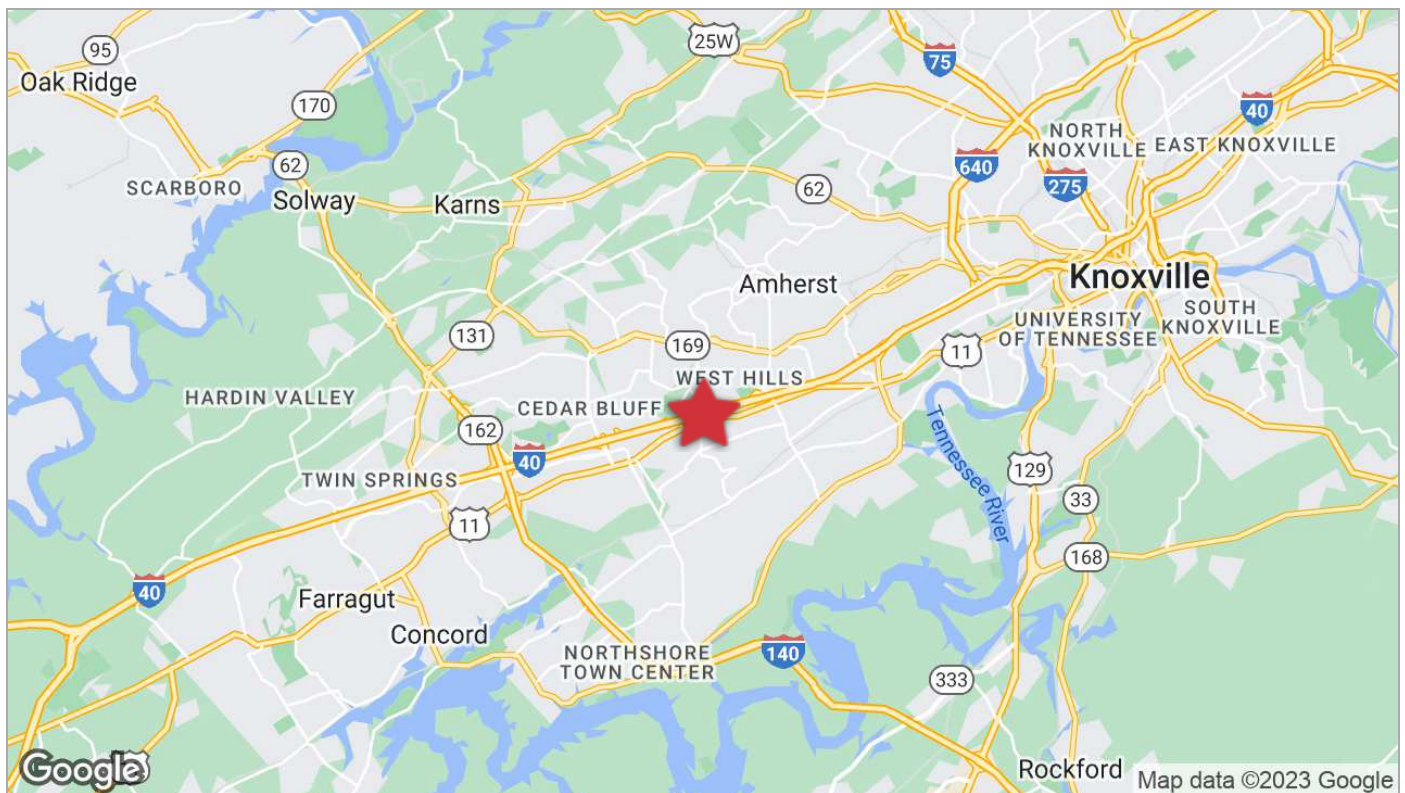 25W
95
75
Oak Ridge
170
40
NORTH
KNOXVILLE
EAST KNOXVILLE
62
640
SCARBORO
62
275
Solway
Karns
Amherst
Knoxville
SOUTH
KNOXVILLE
UNIVERSITY
OF TENNESSEE
131
169
11
WEST HILLS
HARDIN VALLEY
CEDAR BLUFF
162
Tennessee River
40
129
TWIN SPRINGS
33
11
168
40
Farragut
Concord
NORTHSHORE
TOWN CENTER
140
333
Google
Rockford
Map data ©2023 Google